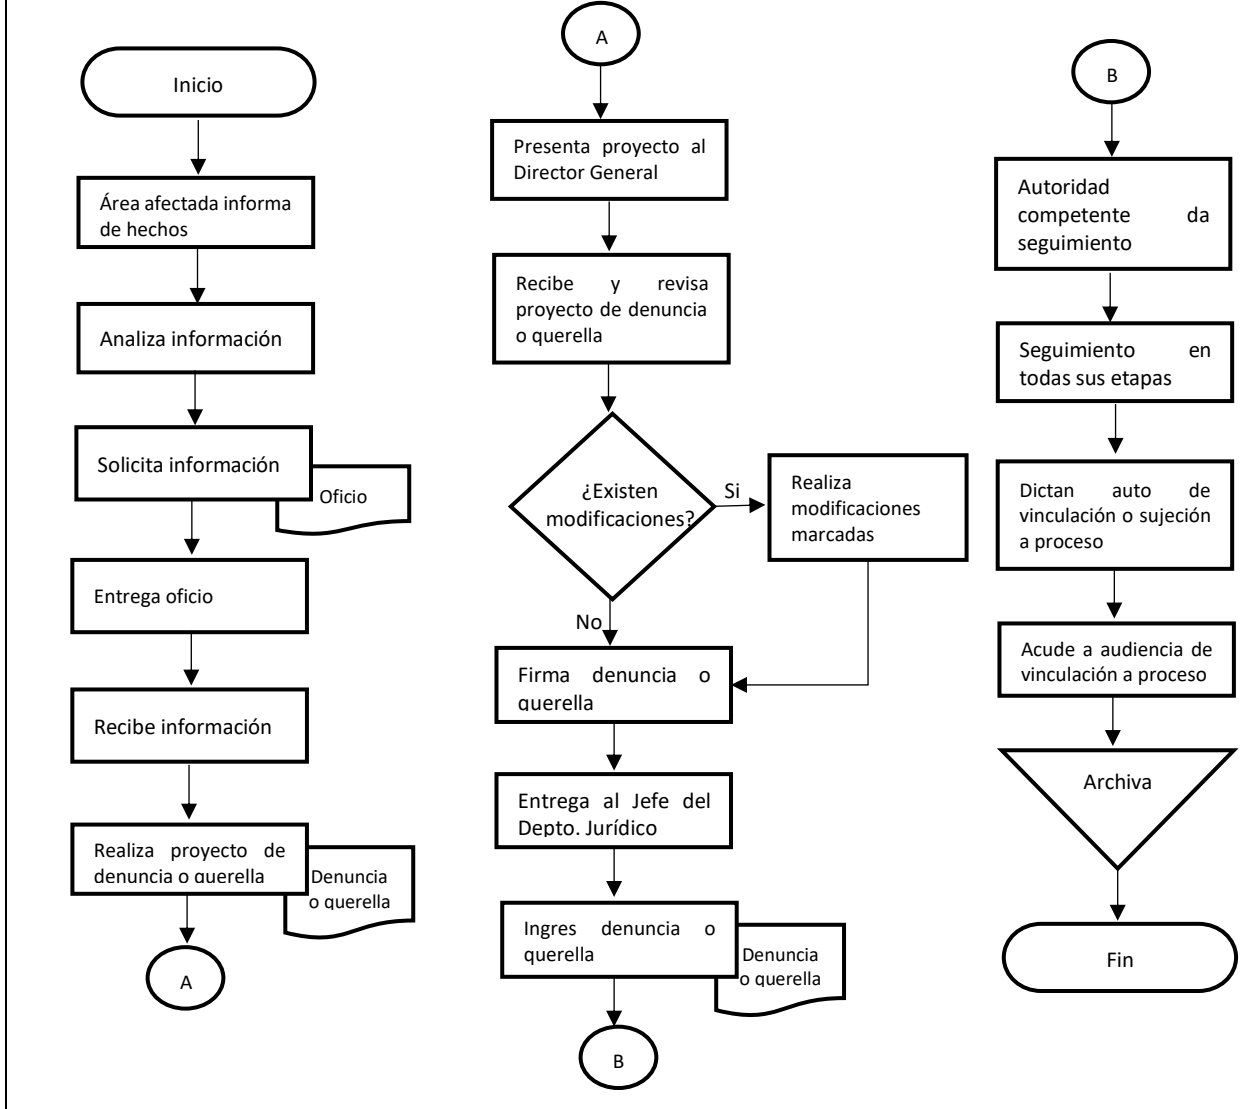 Inicio
Área afectada informa
de hechos
Analiza información
Solicita información
Oficio
Entrega oficio
Recibe información
Realiza proyecto de
denuncia o querella
Denuncia
o querella
A
A
Presenta proyecto al
Director General
Recibe y revisa
proyecto de denuncia
o querella
¿Existen
modificaciones?
Si
Realiza
modificaciones
marcadas
No
Firma denuncia o
querella
Entrega al Jefe del
Depto. Jurídico
Ingres denuncia o
querella
Denuncia
o querella
B
B
Autoridad
competente da
seguimiento
Seguimiento en
todas sus etapas
Dictan auto de
vinculación o sujeción
a proceso
Acude a audiencia de
vinculación a proceso
Archiva
Fin